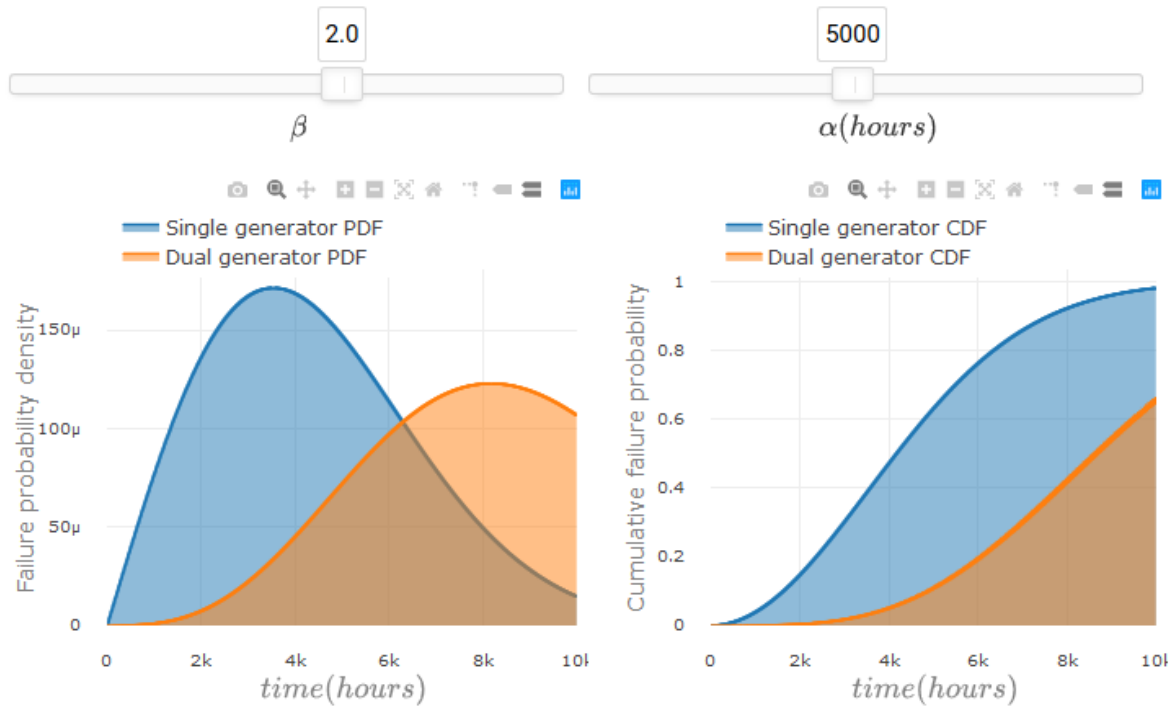 2.0
β
5000
α(hours)
Single generator PDF
Dual generator PDF
Failure probability density
150μ
100μ
50μ
0
0 2k 4k 6k 8k 10k
time(hours)
Single generator CDF
Dual generator CDF
Cumulative failure probability
1
0.8
0.6
0.4
0.2
0
0 2k 4k 6k 8k 10k
time(hours)